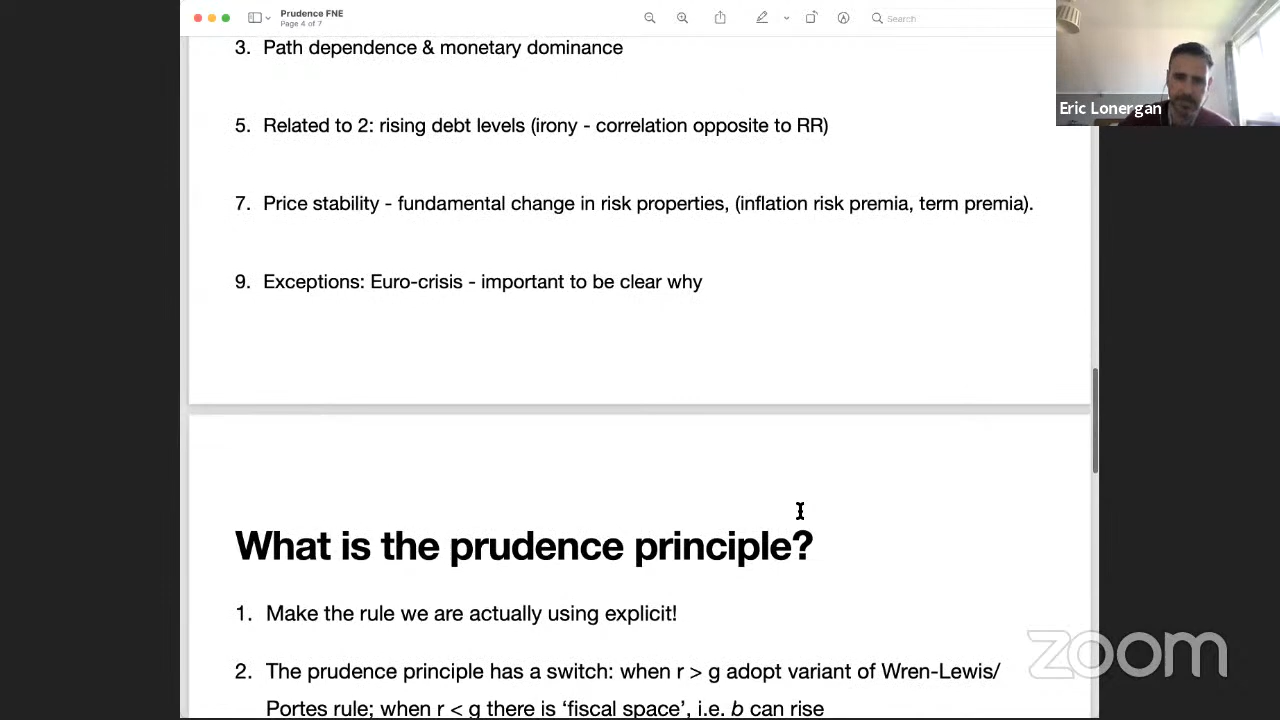 Prudence FNE
Page 4 of 7
Search
3. Path dependence & monetary dominance
Eric Lonergan
5. Related to 2: rising debt levels (irony - correlation opposite to RR)
7. Price stability - fundamental change in risk properties, (inflation risk premia, term premia).
9. Exceptions: Euro-crisis - important to be clear why
What is the prudence principle?
1. Make the rule we are actually using explicit!
2. The prudence principle has a switch: when r > g adopt variant of Wren-Lewis/
Portes rule; when r < g there is ‘fiscal space’, i.e. b can rise
zoom